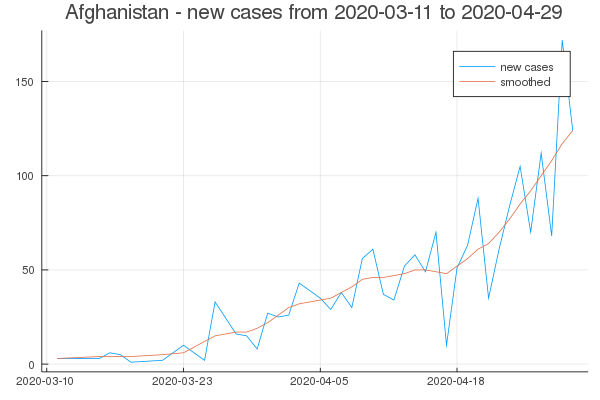 Afghanistan - new cases from 2020-03-11 to 2020-04-29
new cases
smoothed
150
100
50
0
2020-03-10 2020-03-23 2020-04-05 2020-04-18